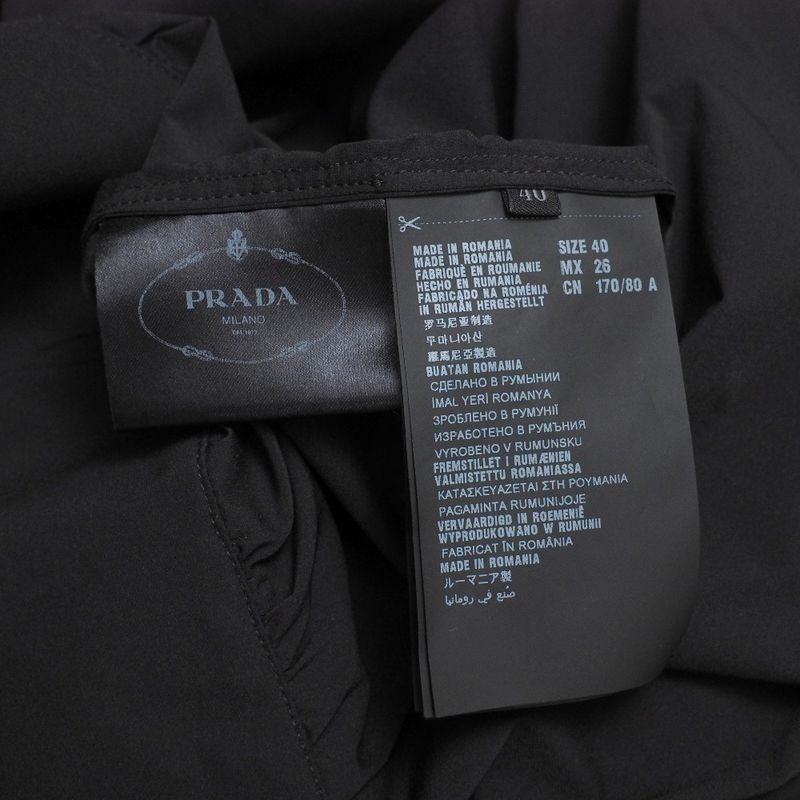 PRADA
MILANO
DAL 1913
40
MADE IN ROMANIA
MADE IN ROMANIA
FABRIQUÉ EN ROUMANIE
HECHO EN RUMANIA
FABRICADO NA ROMÉNIA
IN RUMÄN HERGESTELLT
罗马尼亚制造
루마니아산
羅馬尼亞製造
BUATAN ROMANIA
СДЕЛАНО В РУМЫНИИ
İMAL YERİ ROMANYA
ЗРОБЛЕНО В РУМУНІЇ
ИЗРАБОТЕНО В РУМЪНИЯ
VYROBENO V RUMUNSKU
FREMSTILLET I RUMÆNIEN
VALMISTETTU ROMANIASSA
ΚΑΤΑΣΚΕΥΑΖΕΤΑΙ ΣΤΗ ΡΟΥΜΑΝΙΑ
PAGAMINTA RUMUNIJOJE
VERVAARDIGD IN ROEMENIË
WYPRODUKOWANO W RUMUNII
FABRICAT ÎN ROMÂNIA
MADE IN ROMANIA
ルーマニア製
صنع في رومانيا
SIZE 40
MX 26
CN 170/80 A